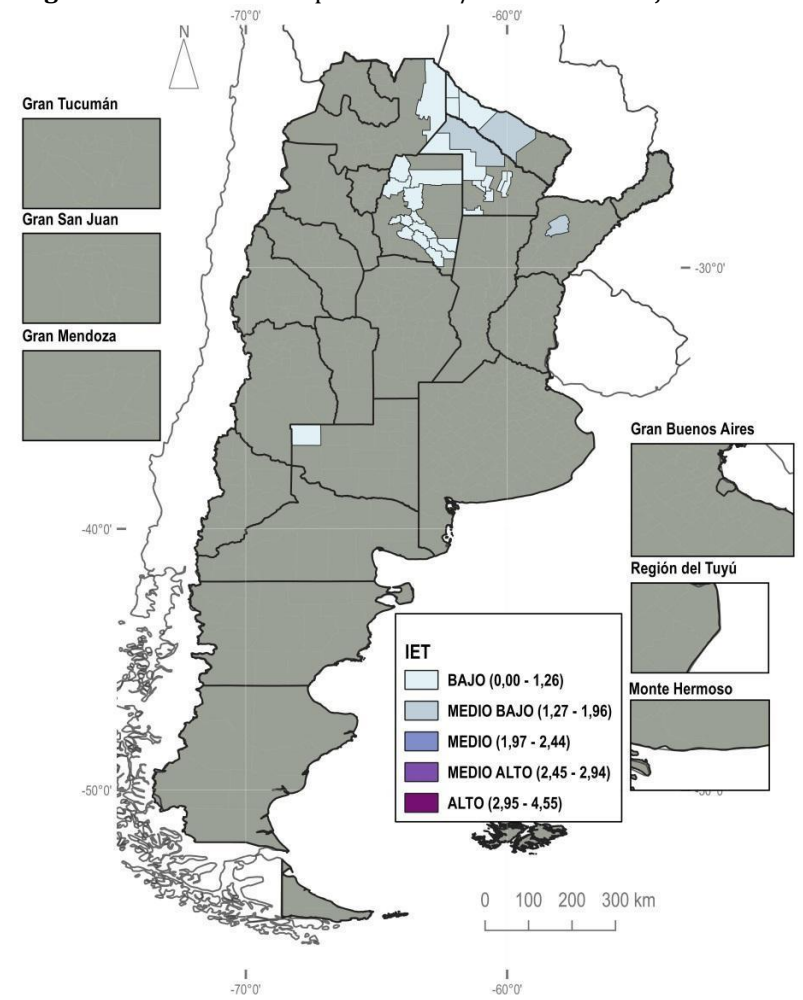 -70°0'
-60°0'
N
Gran Tucumán
Gran San Juan
-30°0'
Gran Mendoza
Gran Buenos Aires
-40°0'
Región del Tuyú
IET
BAJO (0,00 - 1,26)
MEDIO BAJO (1,27 - 1,96)
MEDIO (1,97 - 2,44)
MEDIO ALTO (2,45 - 2,94)
ALTO (2,95 - 4,55)
Monte Hermoso
-50°0'
0 100 200 300 km
-70°0'
-60°0'